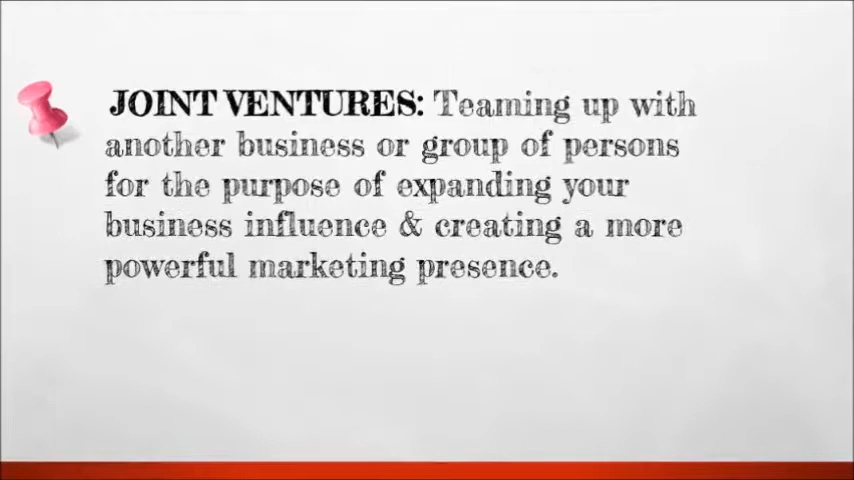 JOINT VENTURES: Teaming up with
another business or group of persons
for the purpose of expanding your
business influence & creating a more
powerful marketing presence.